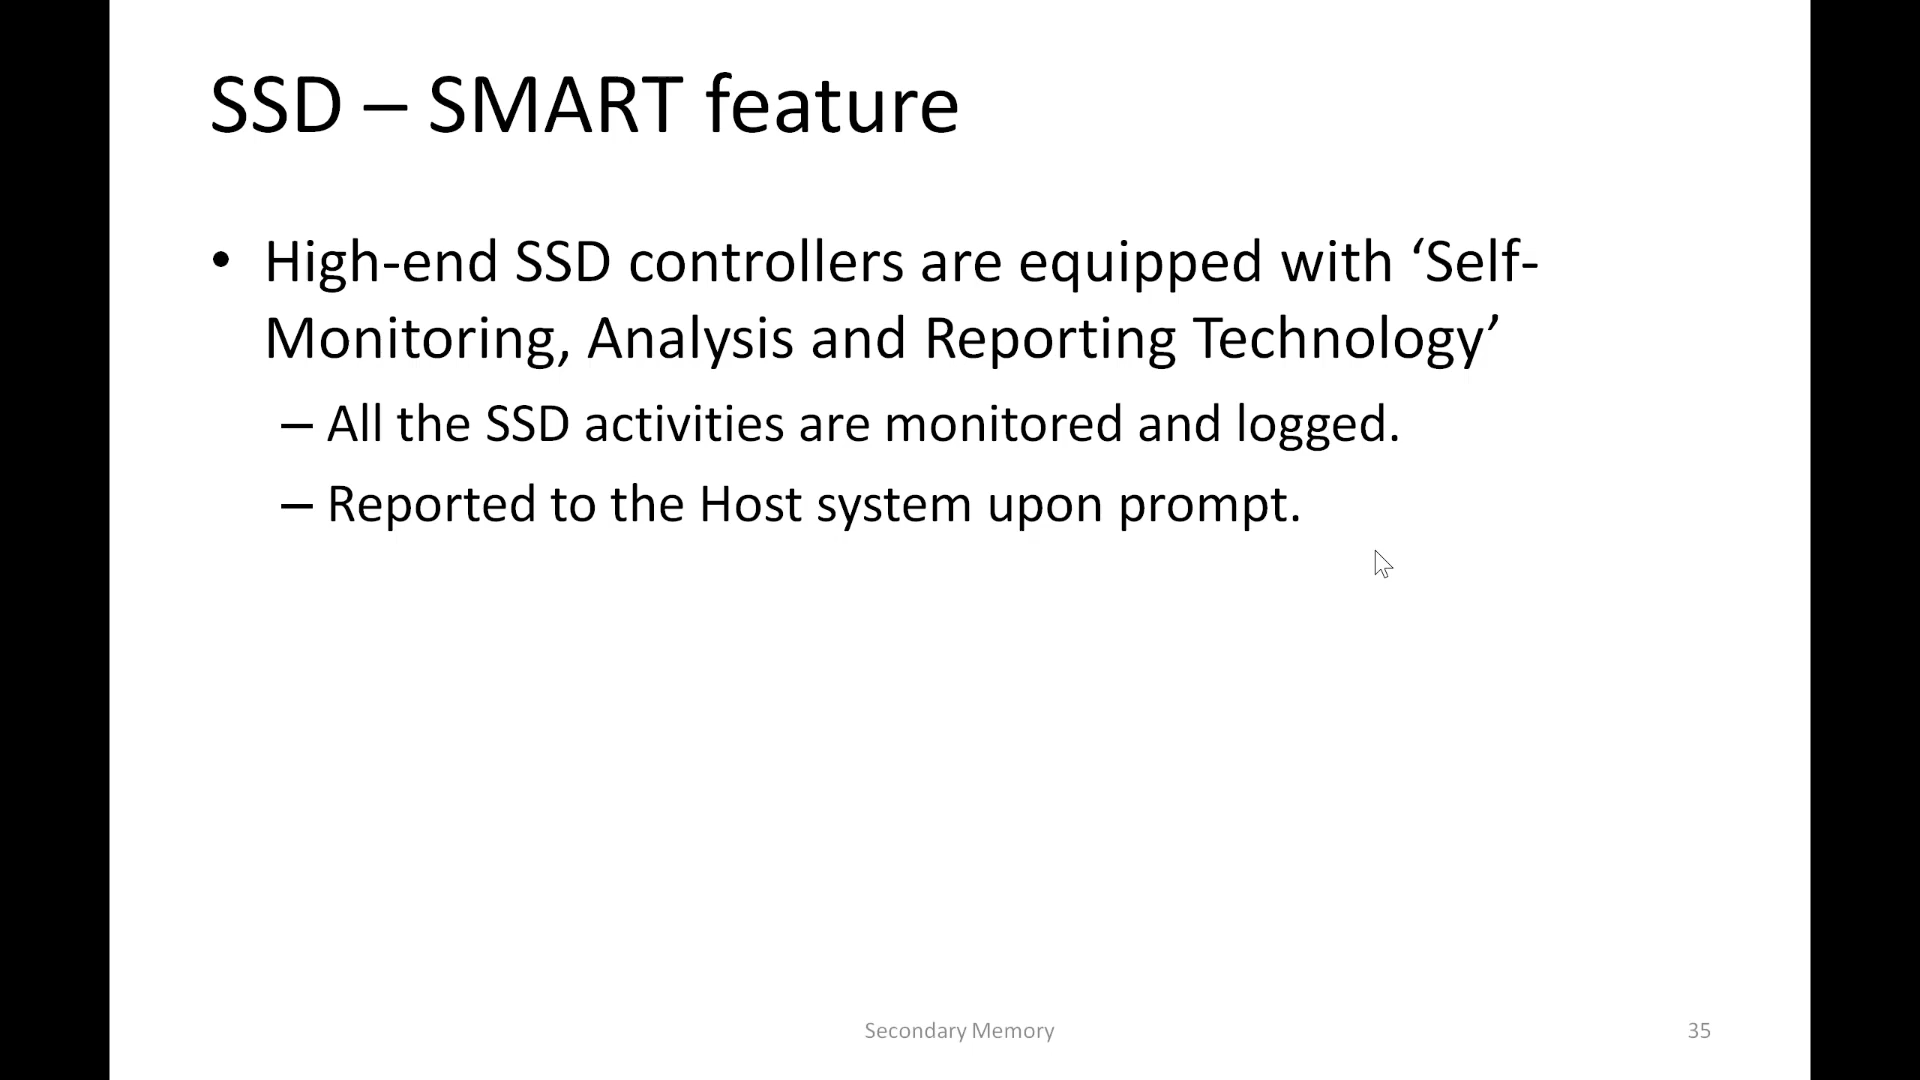 SSD – SMART feature
• High-end SSD controllers are equipped with ‘Self-
Monitoring, Analysis and Reporting Technology’
– All the SSD activities are monitored and logged.
– Reported to the Host system upon prompt.
Secondary Memory
35